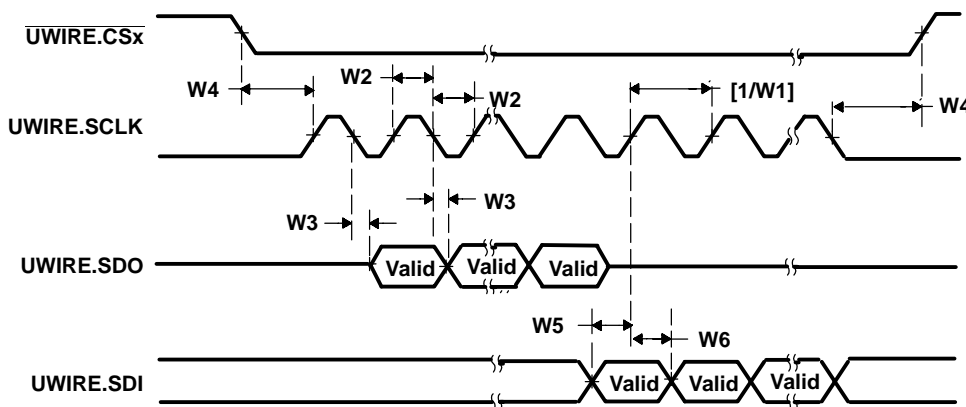 UWIRE.CSx
W2
W4
W2
[1/W1]
W4
UWIRE.SCLK
W3
W3
UWIRE.SDO
Valid
Valid
Valid
W5
W6
UWIRE.SDI
Valid
Valid
Valid